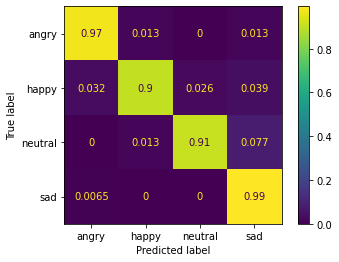 angry 0.97 0.013 0 0.013
happy 0.032 0.9 0.026 0.039
neutral 0 0.013 0.91 0.077
sad 0.0065 0 0 0.99
angry happy neutral sad
Predicted label
True label
0.8
0.6
0.4
0.2
0.0